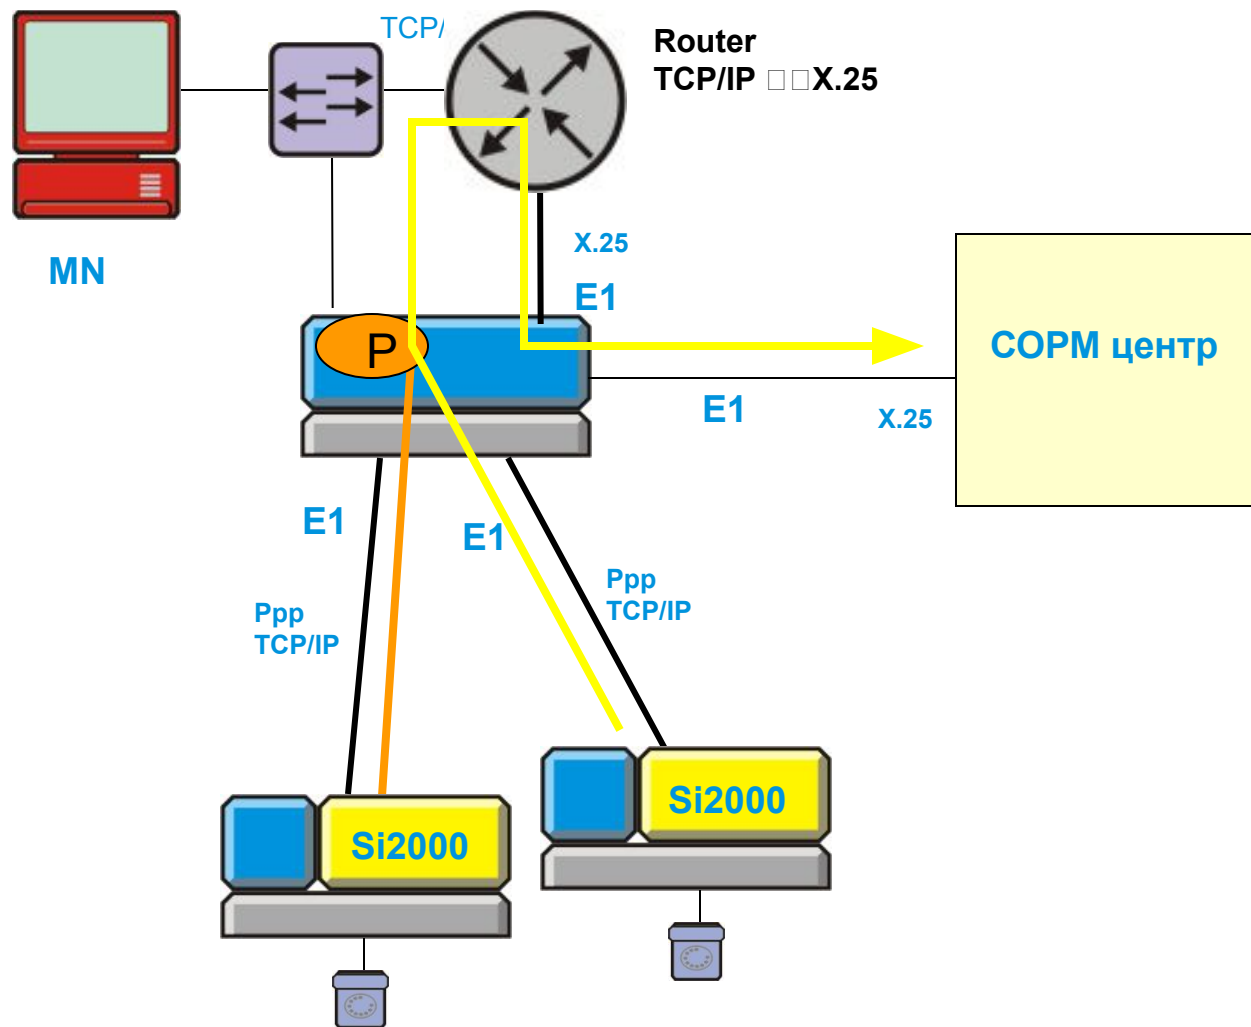 TCP/
Router
TCP/IP □□X.25
MN
X.25
E1
P
СОРМ центр
E1
X.25
E1
E1
Ppp
TCP/IP
Ppp
TCP/IP
Si2000
Si2000